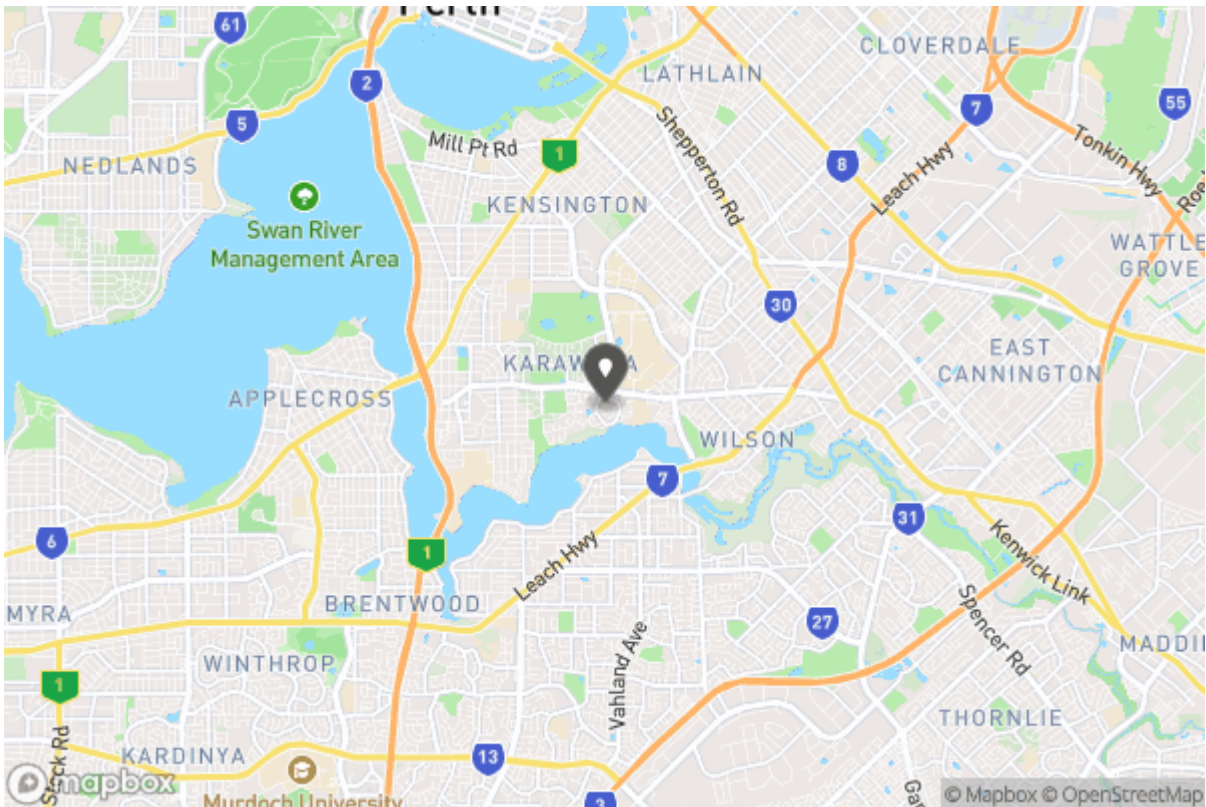 Perth
61
CLOVERDALE
LATHLAIN
2
55
7
5
Mill Pt Rd
Shepperton Rd
Tonkin Hwy
1
8
NEDLANDS
Leach Hwy
Roe
KENSINGTON
Swan River
Management Area
WATTLE
GROVE
30
EAST
CANNINGTON
APPLECROSS
WILSON
7
31
6
1
Leach Hwy
Kenwick Link
BRENTWOOD
MYRA
27
Spencer Rd
MADDI
WINTHROP
Vahland Ave
1
THORNLIE
KARDINYA
13
Murdoch University
3
mapbox
© Mapbox © OpenStreetMap